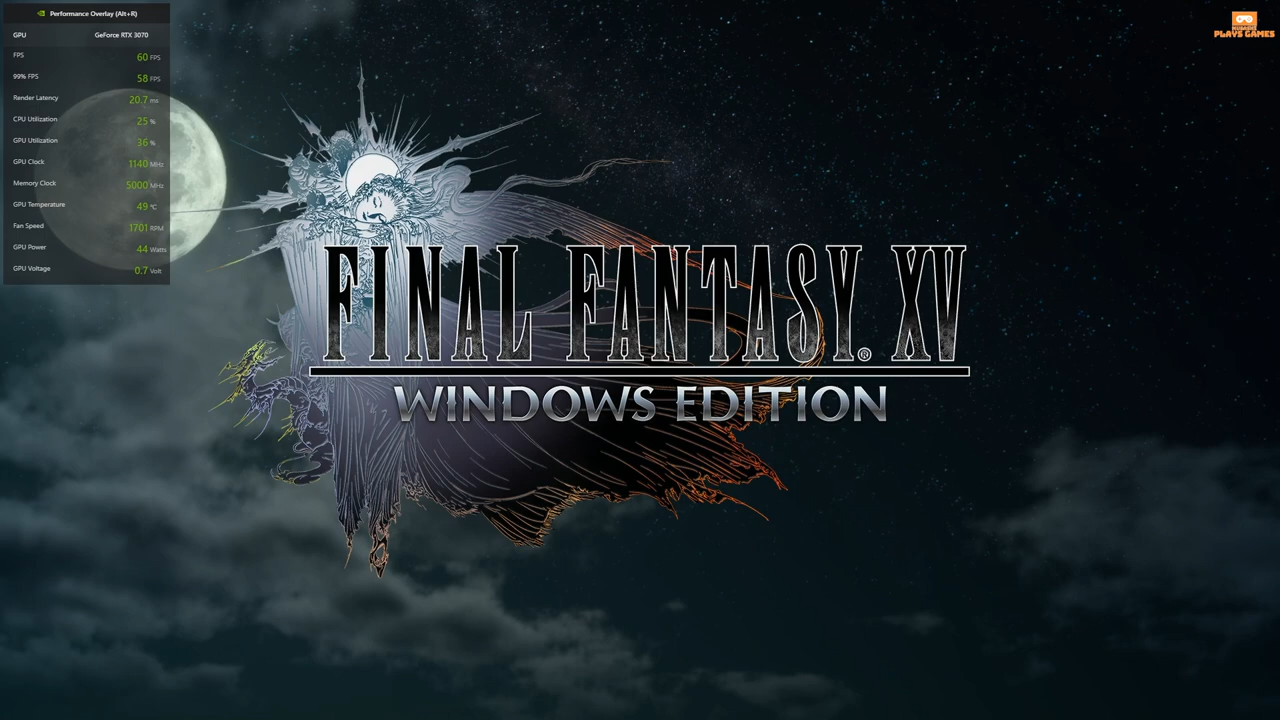 Performance Overlay (Alt+R)
GPU GeForce RTX 3070
FPS 60 FPS
99% FPS 58 FPS
Render Latency 20.7 ms
CPU Utilization 25 %
GPU Utilization 36 %
GPU Clock 1140 MHz
Memory Clock 5000 MHz
GPU Temperature 49 °C
Fan Speed 1701 RPM
GPU Power 44 Watts
GPU Voltage 0.7 Volt
PLAYS GAMES
FINAL FANTASY® XV
WINDOWS EDITION